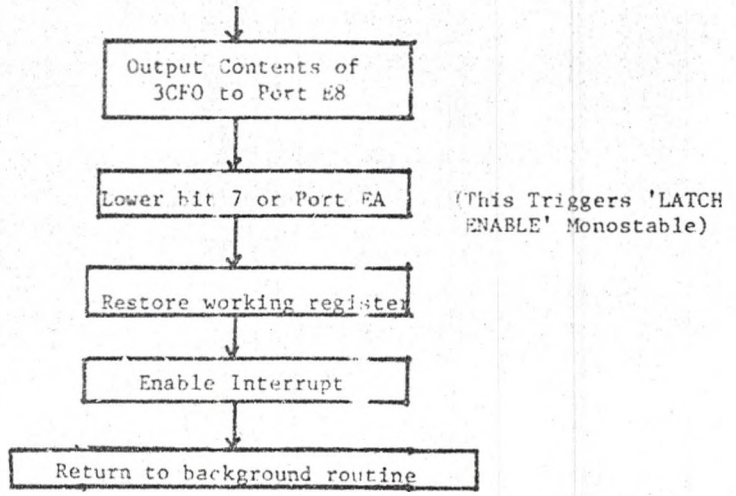 Output Contents of
3CFO to Port E8
Lower bit 7 or Port EA
(This Triggers 'LATCH
ENABLE' Monostable)
Restore working register
Enable Interrupt
Return to background routine